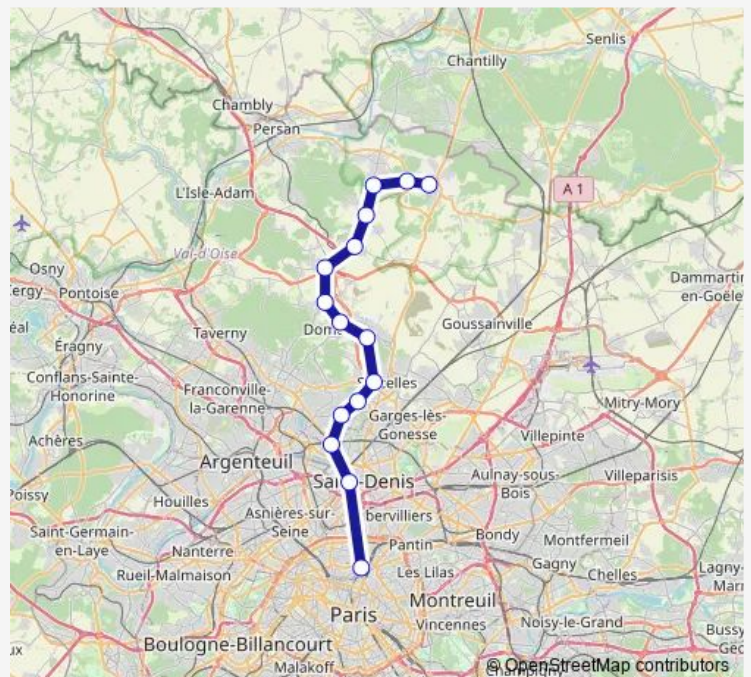 Senlis
Chantilly
Chambly
Persan
A 1
L'Isle-Adam
Val-d'Oise
Osny
Pontoise
Dammartin
en-Goële
Goussainville
Taverny
Éragny
Conflans-Sainte-
Honorine
Franconville-
la-Garenne
Garges-lès-
Gonesse
Mitry-Mory
Villepinte
Achères
Argenteuil
Aulnay-sous-
Bois
Villeparisis
Houilles
Asnières-sur-
Seine
Saint-Germain-
en-Laye
Nanterre
Pantin
Bondy
Montfermeil
Rueil-Malmaison
Les Lilas
Gagny
Chelles
Lagny-
Paris
Montreuil
Vincennes
Noisy-le-Grand
Bussy
Boulogne-Billancourt
Malakoff
© OpenStreetMap contributors